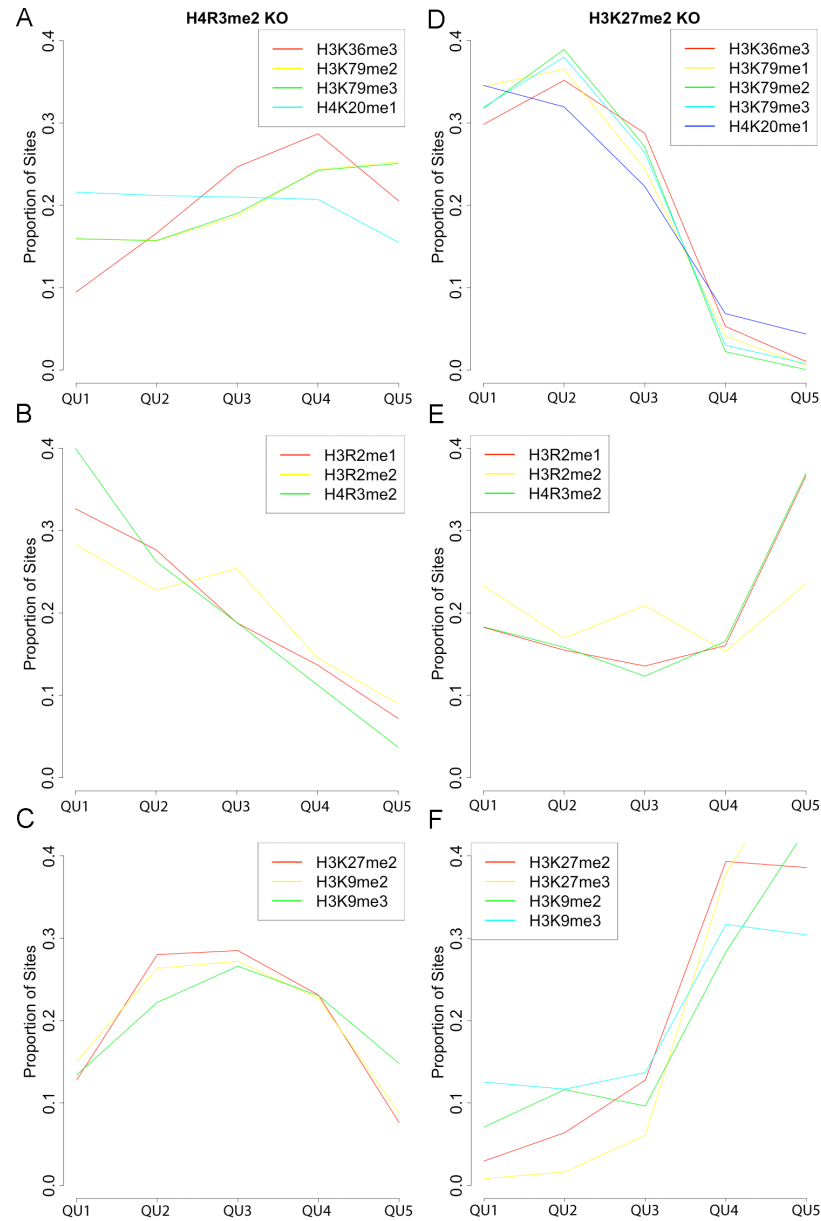 A
H4R3me2 KO
H3K36me3
H3K79me2
H3K79me3
H4K20me1
Proportion of Sites
0.0 0.1 0.2 0.3 0.4
QU1 QU2 QU3 QU4 QU5
D
H3K27me2 KO
H3K36me3
H3K79me1
H3K79me2
H3K79me3
H4K20me1
Proportion of Sites
0.0 0.1 0.2 0.3 0.4
QU1 QU2 QU3 QU4 QU5
B
H3R2me1
H3R2me2
H4R3me2
Proportion of Sites
0.0 0.1 0.2 0.3 0.4
QU1 QU2 QU3 QU4 QU5
E
H3R2me1
H3R2me2
H4R3me2
Proportion of Sites
0.0 0.1 0.2 0.3 0.4
QU1 QU2 QU3 QU4 QU5
C
H3K27me2
H3K9me2
H3K9me3
Proportion of Sites
0.0 0.1 0.2 0.3 0.4
QU1 QU2 QU3 QU4 QU5
F
H3K27me2
H3K27me3
H3K9me2
H3K9me3
Proportion of Sites
0.0 0.1 0.2 0.3 0.4
QU1 QU2 QU3 QU4 QU5